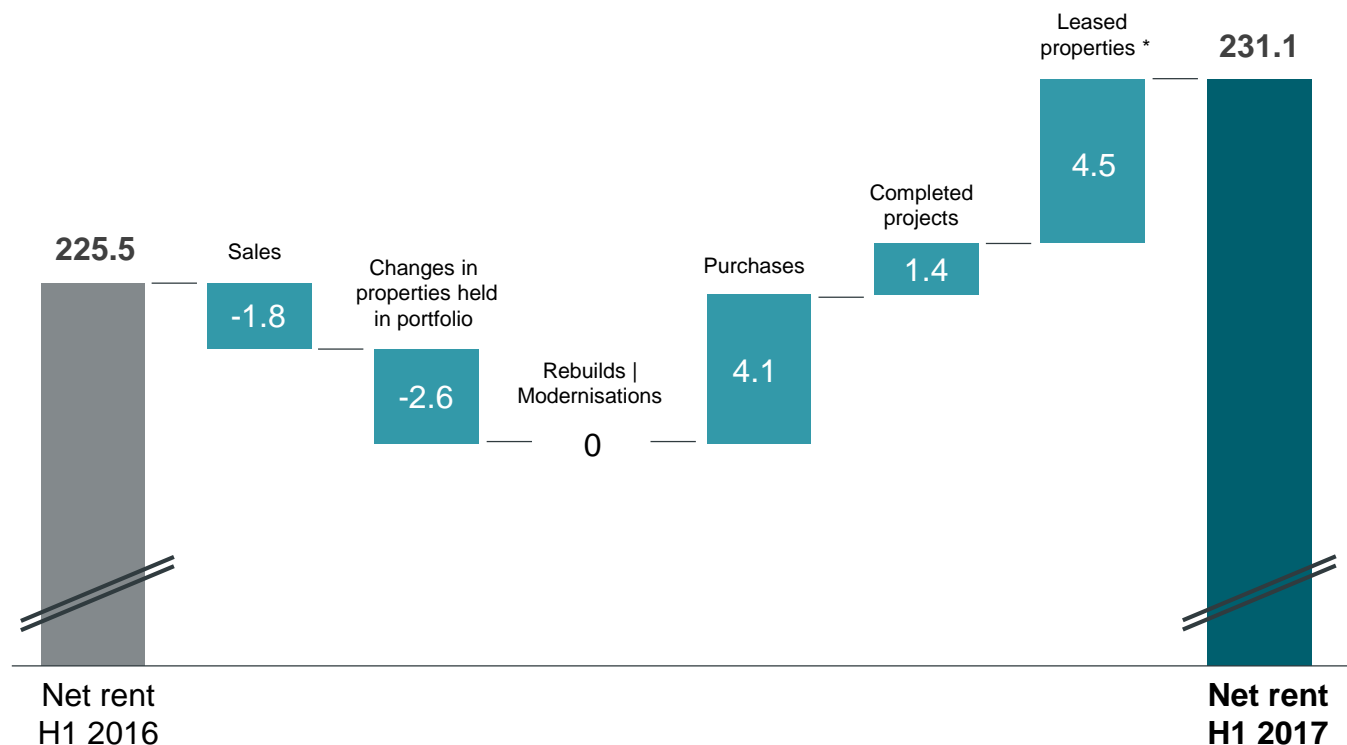 225.5
Sales
-1.8
Changes in
properties held
in portfolio
-2.6
Rebuilds |
Modernisations
0
Purchases
4.1
Completed
projects
1.4
Leased
properties *
4.5
231.1
Net rent
H1 2016
Net rent
H1 2017